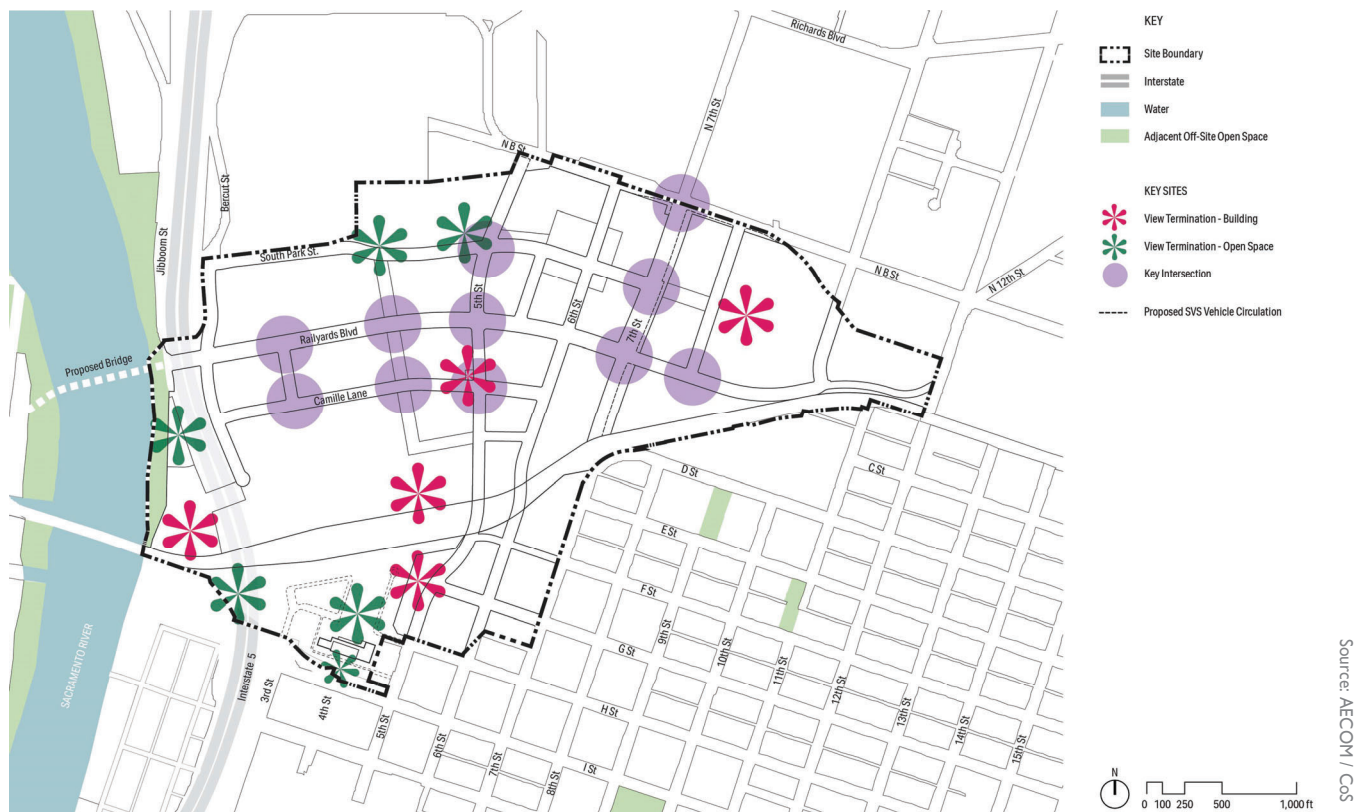 Richards Blvd
N 7th St
N B St
Bercut St
Jibboom St
South Park St.
5th St
6th St
7th St
N B St
N 12th St
Railyards Blvd
Camille Lane
Proposed Bridge
D St
C St
E St
F St
G St
H St
I St
SACRAMENTO RIVER
Interstate 5
3rd St
4th St
5th St
6th St
7th St
8th St
9th St
10th St
11th St
12th St
13th St
14th St
15th St
KEY
Site Boundary
Interstate
Water
Adjacent Off-Site Open Space
KEY SITES
View Termination - Building
View Termination - Open Space
Key Intersection
Proposed SVS Vehicle Circulation
N
0 100 250 500 1,000 ft
Source: AECOM / CoS